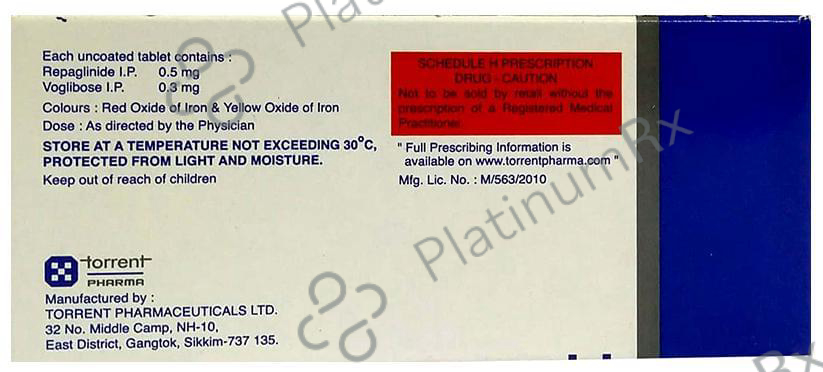 Each uncoated tablet contains :
Repaglinide I.P. 0.5 mg
Voglibose I.P. 0.3 mg
Colours : Red Oxide of Iron & Yellow Oxide of Iron
Dose : As directed by the Physician
STORE AT A TEMPERATURE NOT EXCEEDING 30°C,
PROTECTED FROM LIGHT AND MOISTURE.
Keep out of reach of children
torrent
PHARMA
Manufactured by :
TORRENT PHARMACEUTICALS LTD.
32 No. Middle Camp, NH-10,
East District, Gangtok, Sikkim-737 135.
SCHEDULE H PRESCRIPTION
DRUG - CAUTION
Not to be sold by retail without the
prescription of a Registered Medical
Practitioner.
" Full Prescribing Information is
available on www.torrentpharma.com "
Mfg. Lic. No. : M/563/2010
PlatinumRx
PlatinumRx
Rx